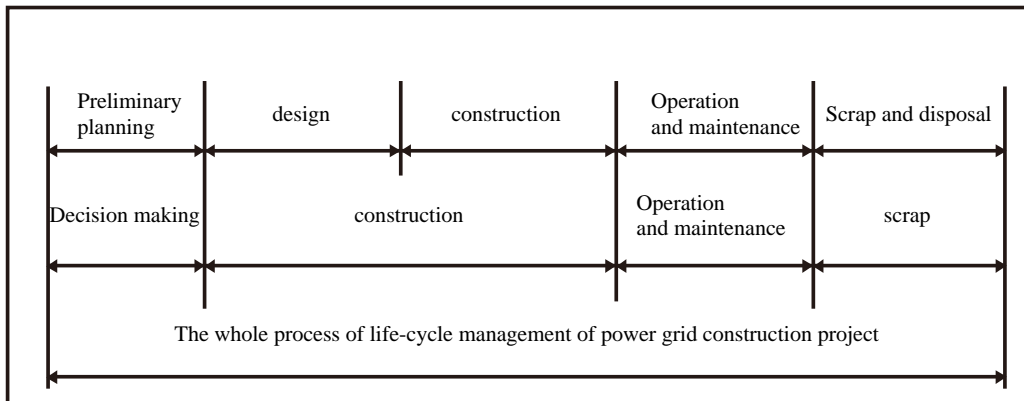 Preliminary
planning
design
construction
Operation
and maintenance
Scrap and disposal
Decision making
construction
Operation
and maintenance
scrap
The whole process of life-cycle management of power grid construction project